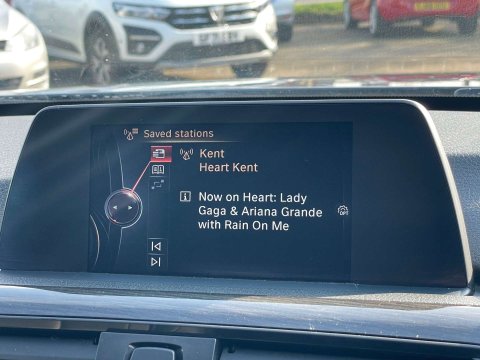 Saved stations
Kent
Heart Kent
Now on Heart: Lady
Gaga & Ariana Grande
with Rain On Me